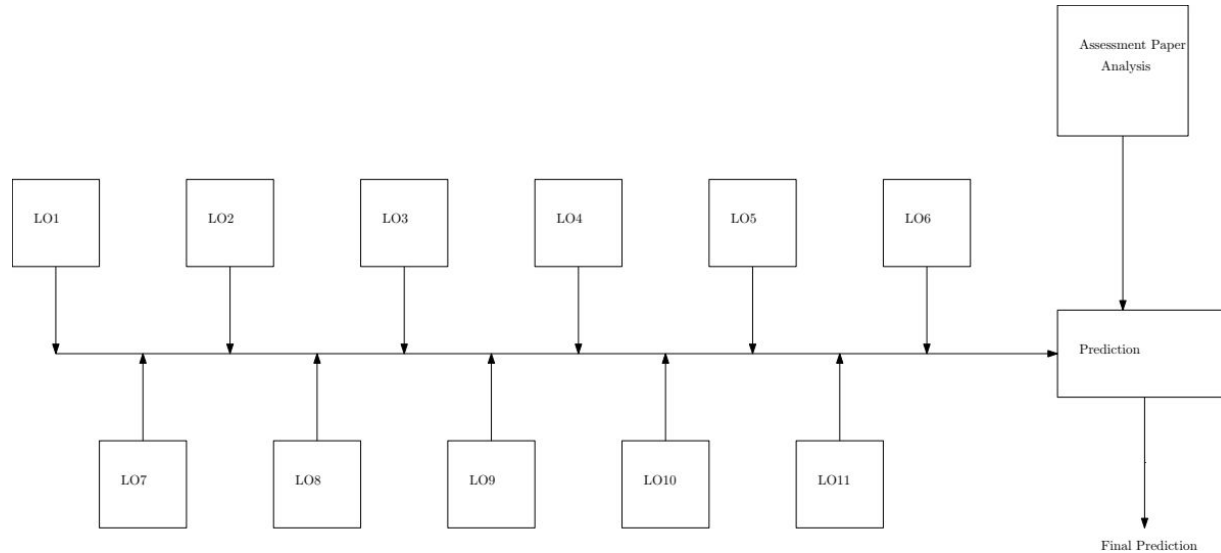 Assessment Paper
Analysis
LO1
LO2
LO3
LO4
LO5
LO6
Prediction
LO7
LO8
LO9
LO10
LO11
Final Prediction